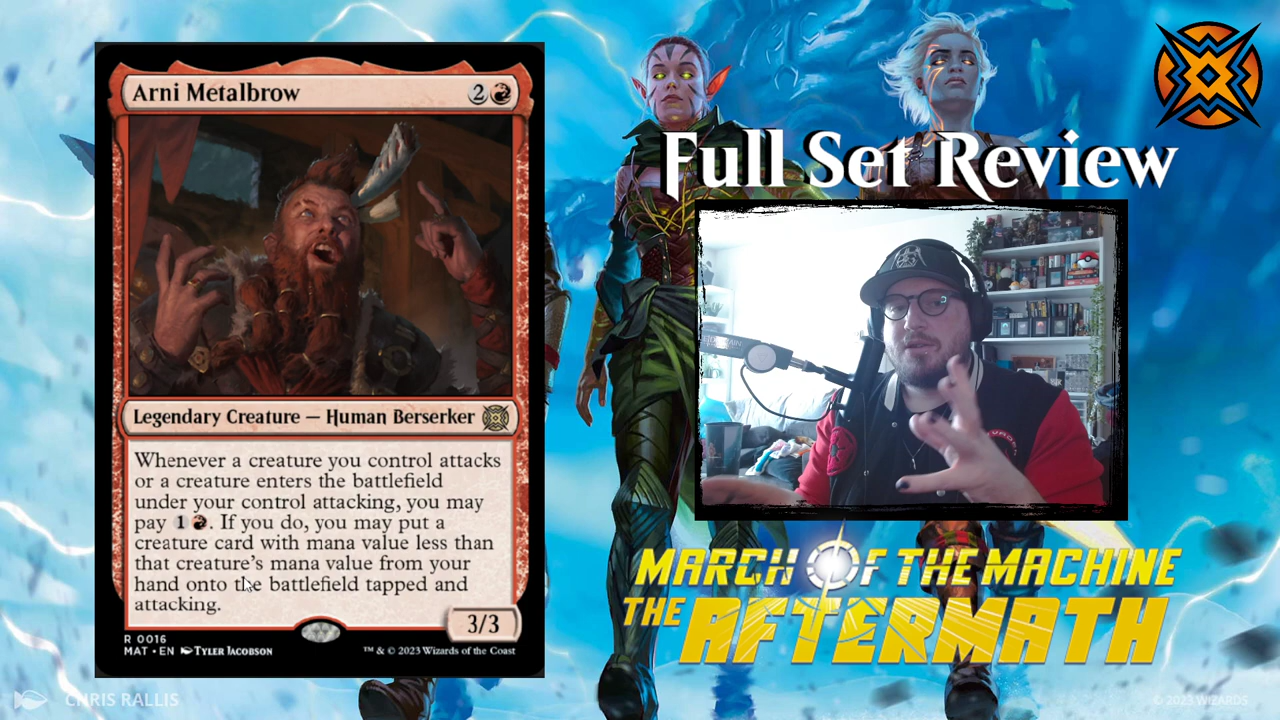 Arni Metalbrow 2
Full Set Review
Legendary Creature — Human Berserker
Whenever a creature you control attacks
or a creature enters the battlefield
under your control attacking, you may
pay 1. If you do, you may put a
creature card with mana value less than
that creature's mana value from your
hand onto the battlefield tapped and
attacking.
3/3
R 0016
MAT • EN TYLER JACOBSON
™ & © 2023 Wizards of the Coast
MARCH OF THE MACHINE
THE AFTERMATH
CHRIS RALLIS
© 2023 WIZARDS